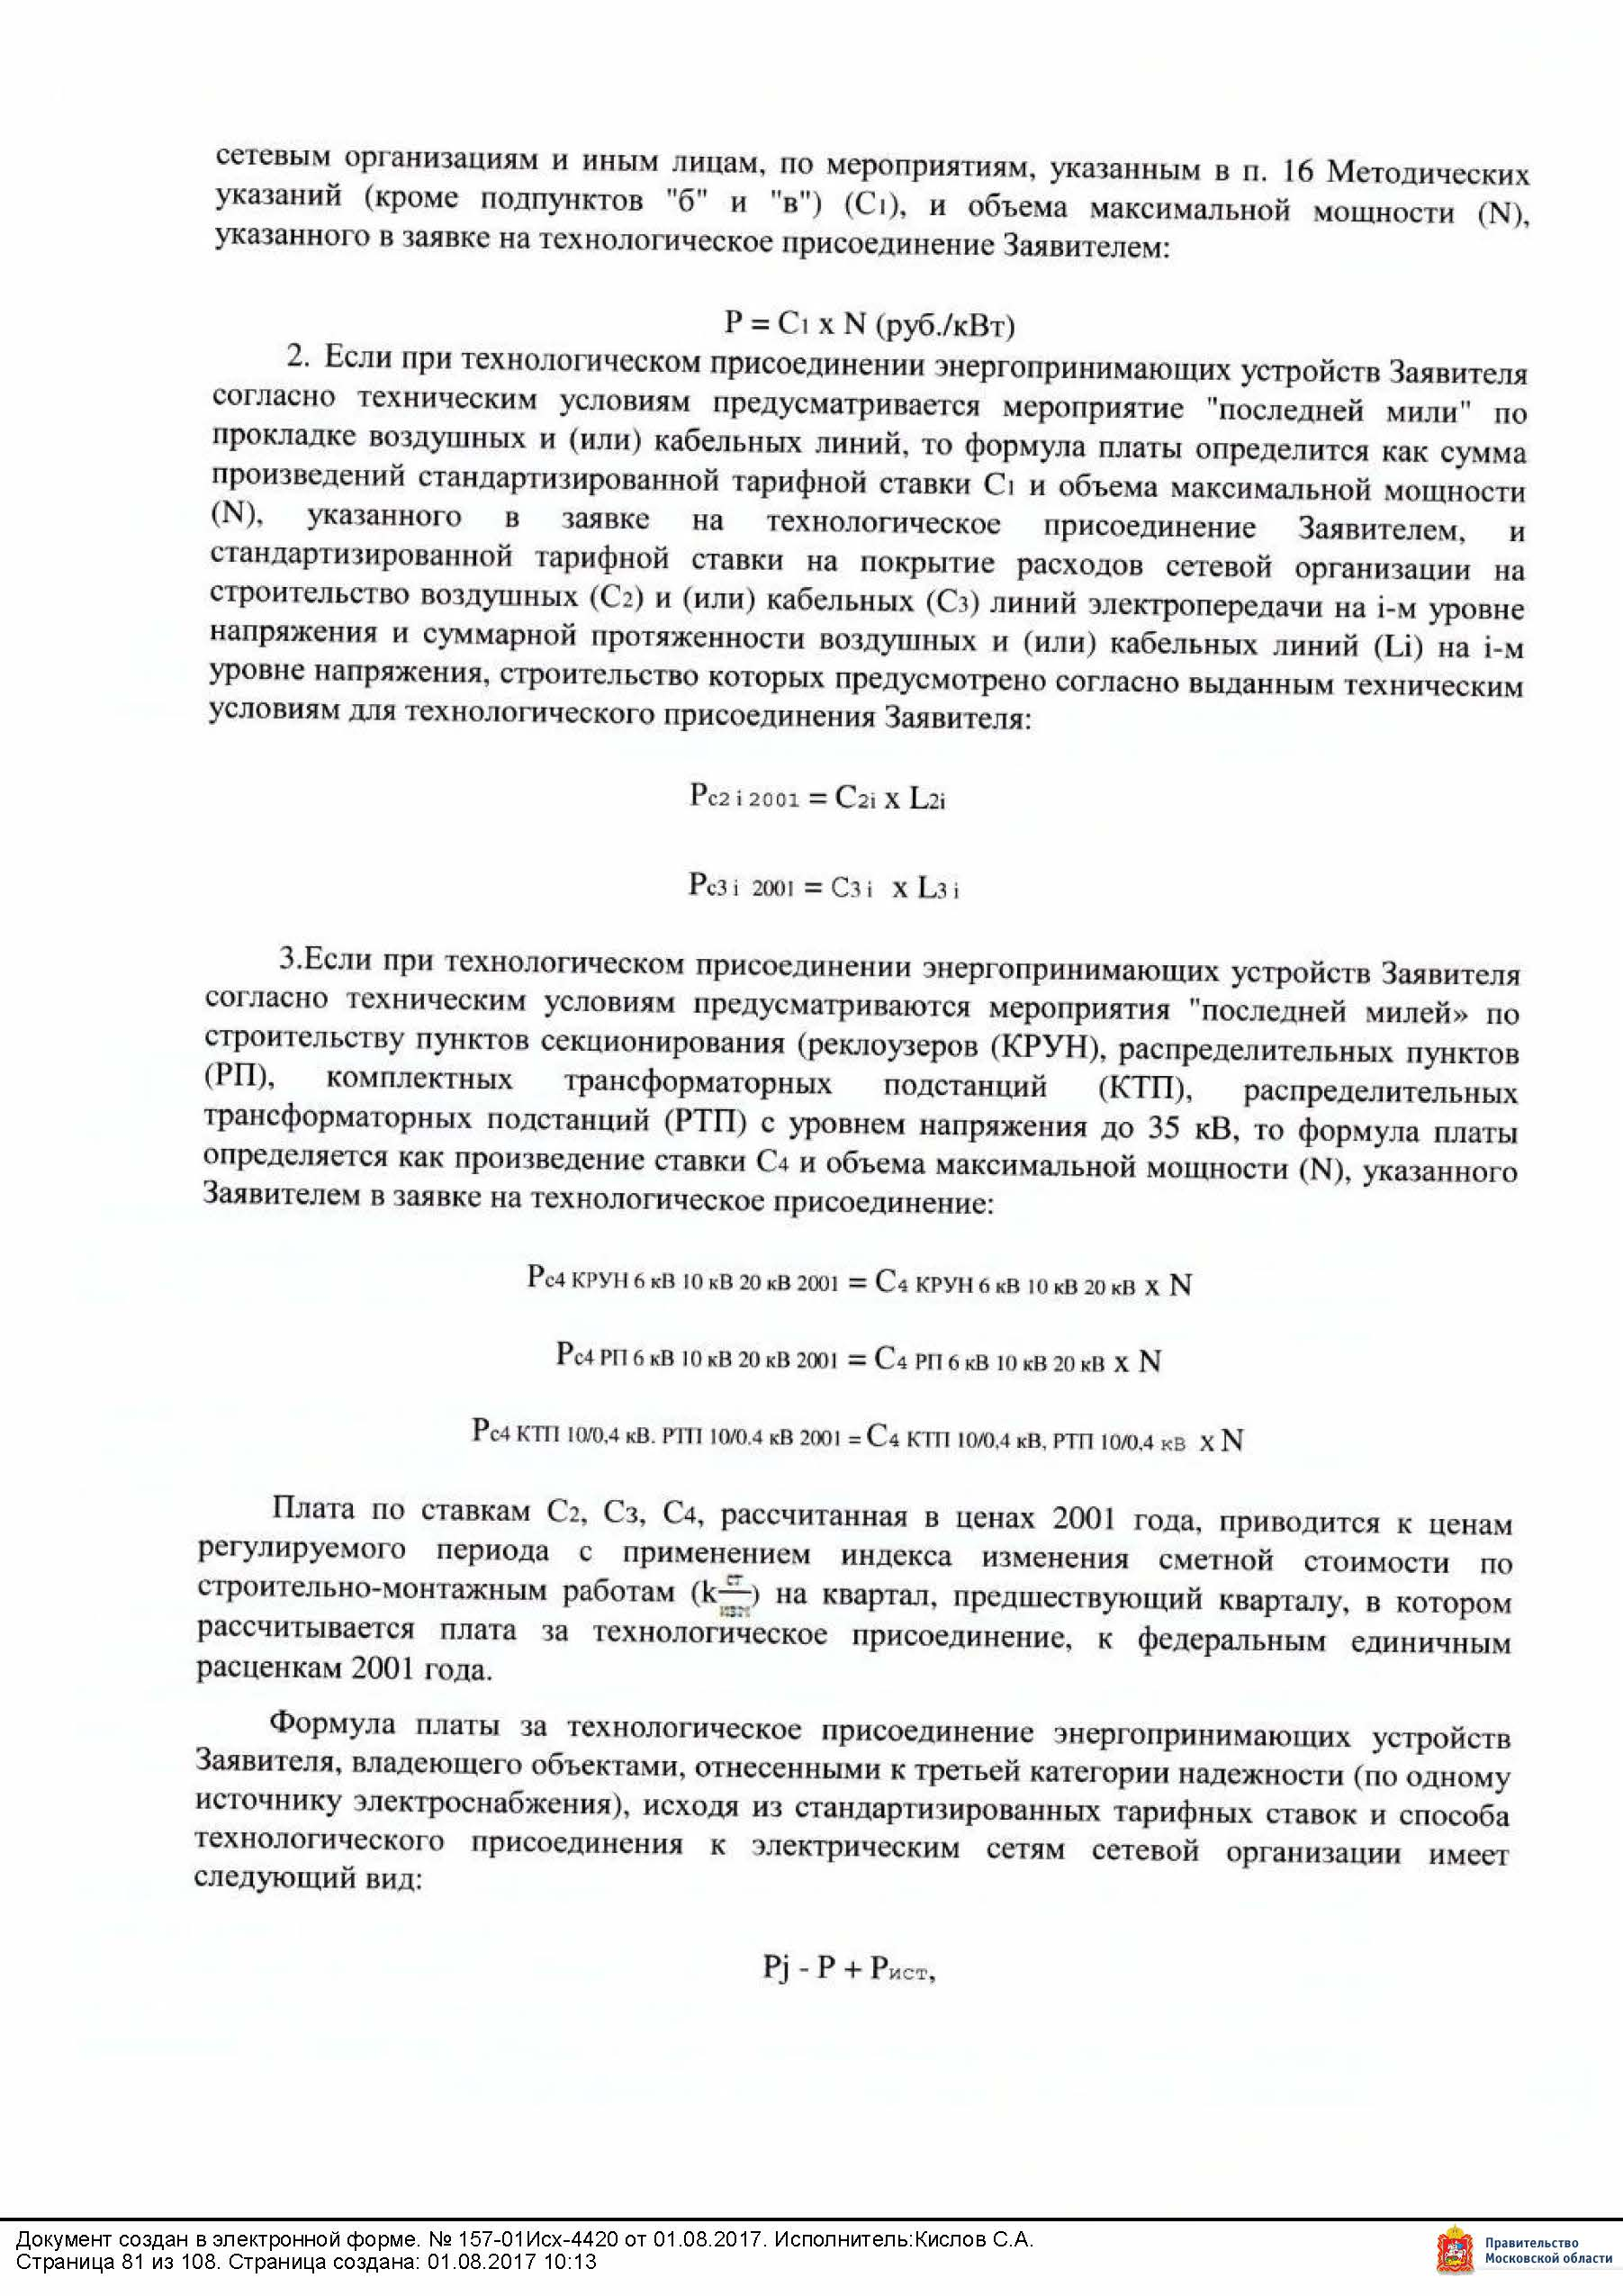 сетевым организациям и иным лицам, по мероприятиям, указанным в п. 16 Методических
указаний (кроме подпунктов "б" и "в") (C1), и объема максимальной мощности (N),
указанного в заявке на технологическое присоединение Заявителем:
P = C1 x N (руб./кВт)
2. Если при технологическом присоединении энергопринимающих устройств Заявителя
согласно техническим условиям предусматривается мероприятие "последней мили" по
прокладке воздушных и (или) кабельных линий, то формула платы определится как сумма
произведений стандартизированной тарифной ставки C1 и объема максимальной мощности
(N), указанного в заявке на технологическое присоединение Заявителем, и
стандартизированной тарифной ставки на покрытие расходов сетевой организации на
строительство воздушных (C2) и (или) кабельных (C3) линий электропередачи на i-м уровне
напряжения и суммарной протяженности воздушных и (или) кабельных линий (Li) на i-м
уровне напряжения, строительство которых предусмотрено согласно выданным техническим
условиям для технологического присоединения Заявителя:
Pc2 i 2001 = C2i x L2i
Pc3 i 2001 = C3 i x L3 i
3.Если при технологическом присоединении энергопринимающих устройств Заявителя
согласно техническим условиям предусматриваются мероприятия "последней милей» по
строительству пунктов секционирования (реклоузеров (КРУН), распределительных пунктов
(РП), комплектных трансформаторных подстанций (КТП), распределительных
трансформаторных подстанций (РТП) с уровнем напряжения до 35 кВ, то формула платы
определяется как произведение ставки C4 и объема максимальной мощности (N), указанного
Заявителем в заявке на технологическое присоединение:
Pc4 КРУН 6 кВ 10 кВ 20 кВ 2001 = C4 КРУН 6 кВ 10 кВ 20 кВ x N
Pc4 РП 6 кВ 10 кВ 20 кВ 2001 = C4 РП 6 кВ 10 кВ 20 кВ x N
Pc4 КТП 10/0,4 кВ. РТП 10/0.4 кВ 2001 = C4 КТП 10/0,4 кВ, РТП 10/0,4 кВ x N
Плата по ставкам C2, C3, C4, рассчитанная в ценах 2001 года, приводится к ценам
регулируемого периода с применением индекса изменения сметной стоимости по
строительно-монтажным работам (k ст) на квартал, предшествующий кварталу, в котором
рассчитывается плата за технологическое присоединение, к федеральным единичным
расценкам 2001 года.
Формула платы за технологическое присоединение энергопринимающих устройств
Заявителя, владеющего объектами, отнесенными к третьей категории надежности (по одному
источнику электроснабжения), исходя из стандартизированных тарифных ставок и способа
технологического присоединения к электрическим сетям сетевой организации имеет
следующий вид:
Pj - P + Pист,
Документ создан в электронной форме. № 157-01Исх-4420 от 01.08.2017. Исполнитель:Кислов С.А.
Страница 81 из 108. Страница создана: 01.08.2017 10:13
Правительство
Московской области